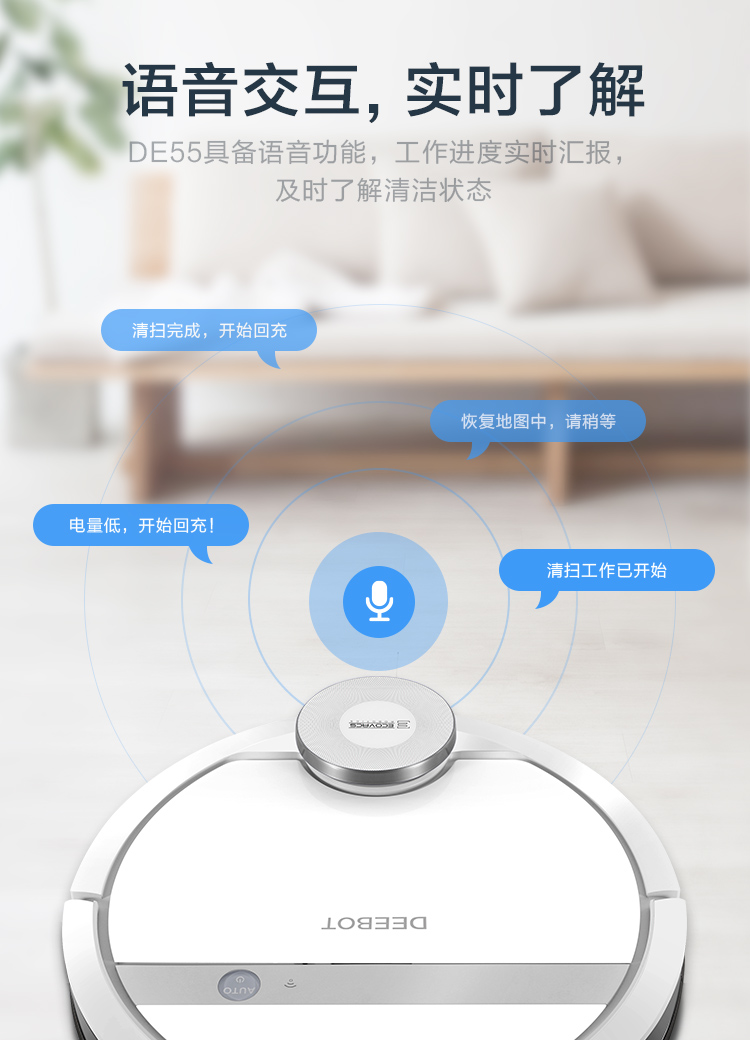 语音交互，实时了解
DE55具备语音功能，工作进度实时汇报，
及时了解清洁状态
清扫完成，开始回充
恢复地图中，请稍等
电量低，开始回充！
清扫工作已开始
ECOVACS
DEEBOT
AUTO